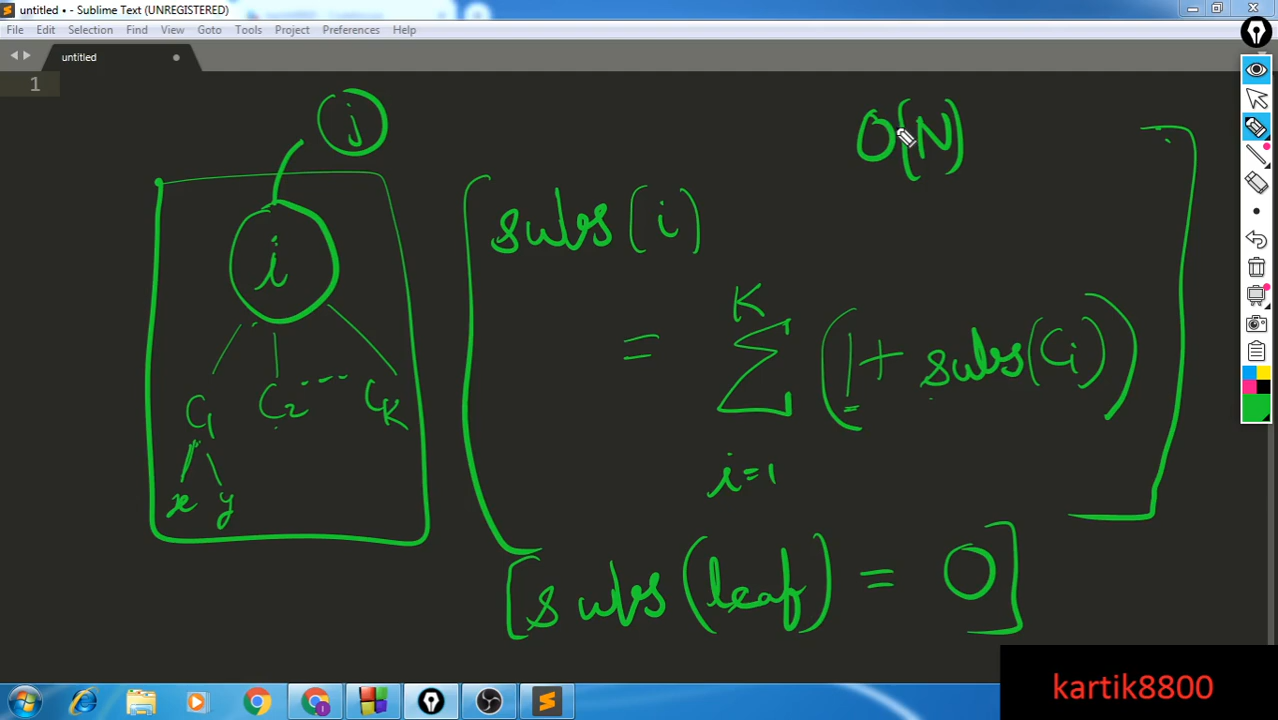 untitled • - Sublime Text (UNREGISTERED)
File Edit Selection Find View Goto Tools Project Preferences Help
untitled
1
j
O(N)
i
subs(i)
= K Σ i=1 (1 + subs(Ci))
C1 C2 --- CK
x y
[subs(leaf) = 0]
kartik8800